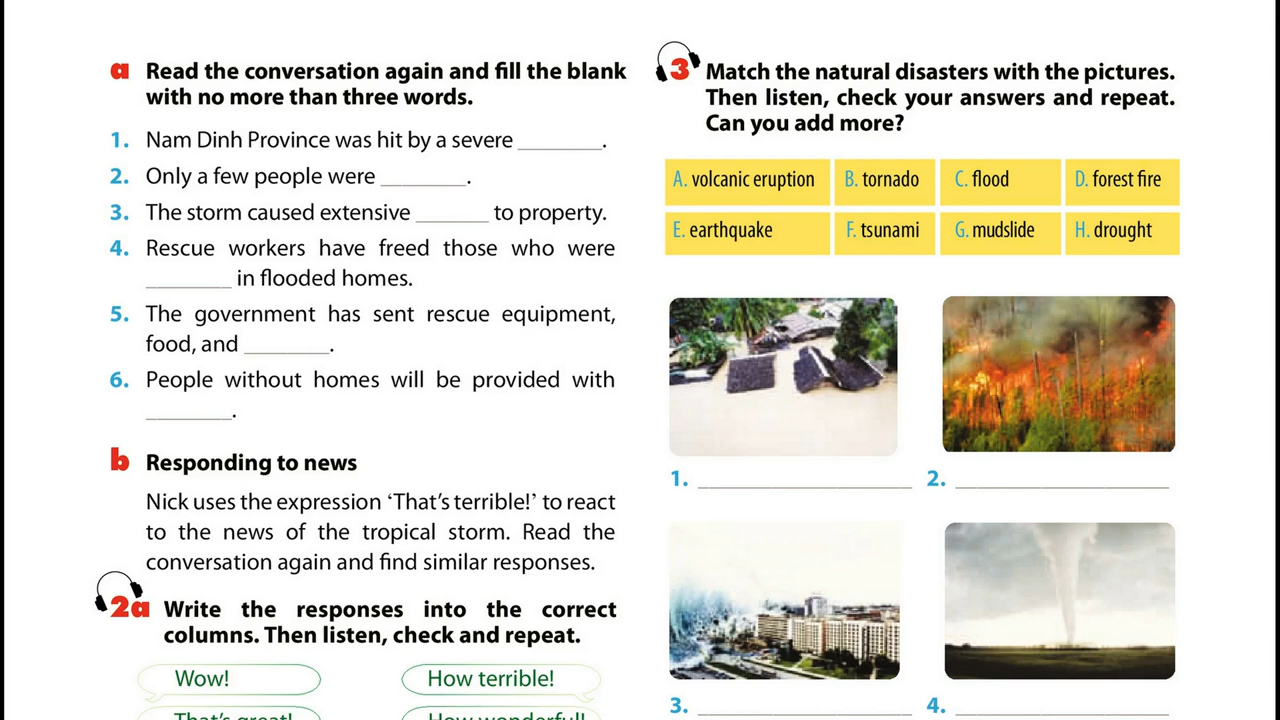 a Read the conversation again and fill the blank
with no more than three words.
1. Nam Dinh Province was hit by a severe ________.
2. Only a few people were ________.
3. The storm caused extensive _______ to property.
4. Rescue workers have freed those who were
________ in flooded homes.
5. The government has sent rescue equipment,
food, and ________.
6. People without homes will be provided with
________.
b Responding to news
Nick uses the expression ‘That’s terrible!’ to react
to the news of the tropical storm. Read the
conversation again and find similar responses.
2a Write the responses into the correct
columns. Then listen, check and repeat.
Wow!
How terrible!
That’s great!
How wonderful!
3 Match the natural disasters with the pictures.
Then listen, check your answers and repeat.
Can you add more?
A. volcanic eruption
B. tornado
C. flood
D. forest fire
E. earthquake
F. tsunami
G. mudslide
H. drought
1. ____________________
2. ____________________
3. ____________________
4. ____________________